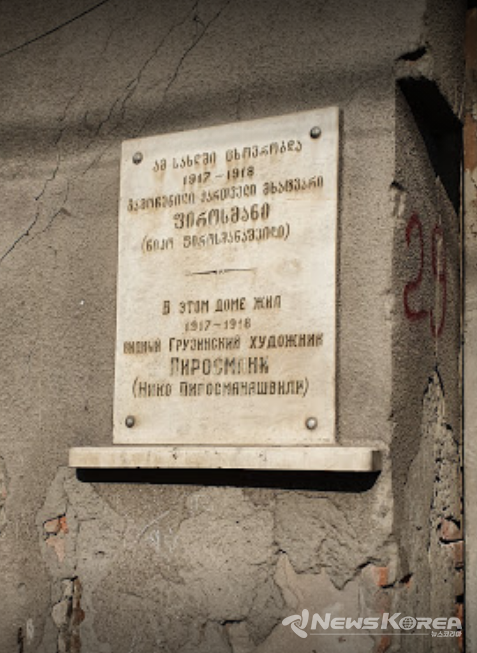 ამ სახლში ცხოვრობდა
1917-1918
გამოჩენილი ქართველი მხატვარი
ფიროსმანი
(ნიკო ფიროსმანაშვილი)
В ЭТОМ ДОМЕ ЖИЛ
1917-1918
ВИДНЫЙ ГРУЗИНСКИЙ ХУДОЖНИК
ПИРОСМАНИ
(НИКО ПИРОСМАНАШВИЛИ)
29
NEWSKOREA
뉴스코리아